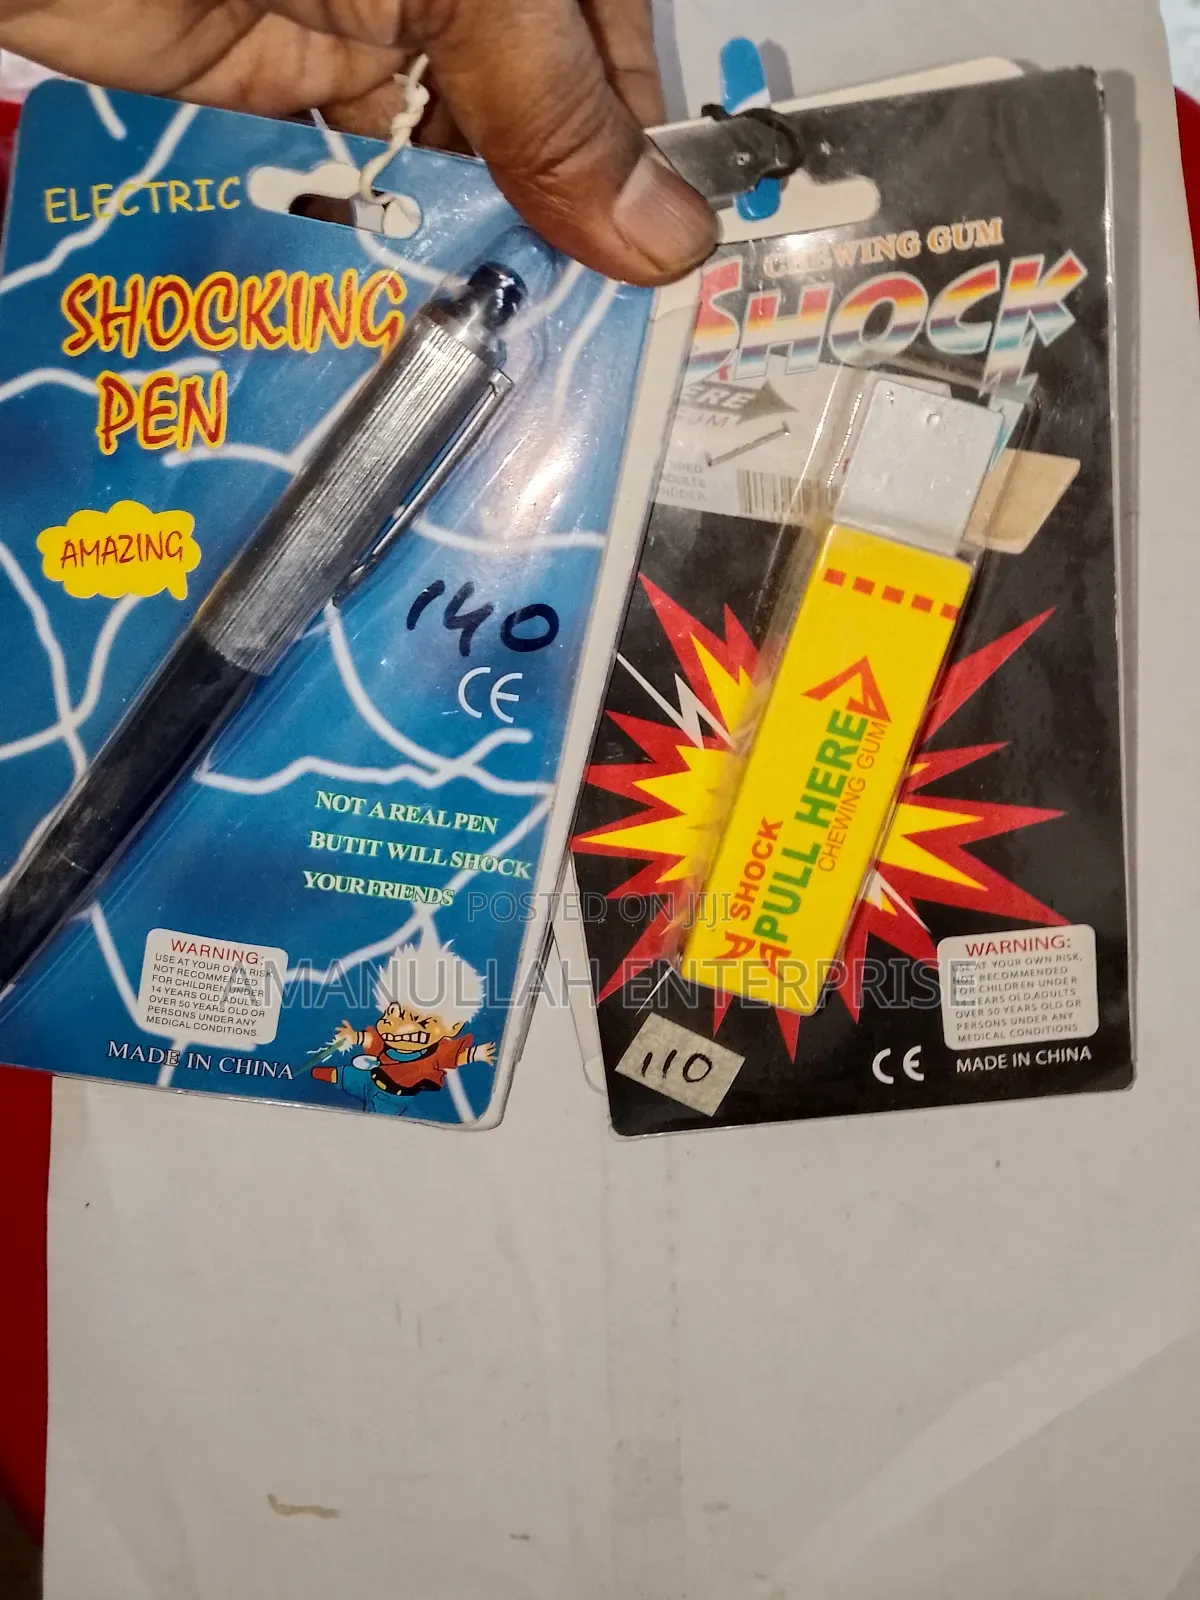 ELECTRIC
SHOCKING
PEN
AMAZING
140
CE
NOT A REAL PEN
BUTIT WILL SHOCK
YOUR FRIENDS
WARNING:
USE AT YOUR OWN RISK
NOT RECOMMENDED
FOR CHILDREN UNDER
14 YEARS OLD,ADULTS
OVER 50 YEARS OLD OR
PERSONS UNDER ANY
MEDICAL CONDITIONS.
MADE IN CHINA
CHEWING GUM
SHOCK
ERE
SHOCK
PULL HERE
CHEWING GUM
110
WARNING:
USE AT YOUR OWN RISK,
NOT RECOMMENDED
FOR CHILDREN UNDER
14 YEARS OLD,ADULTS
OVER 50 YEARS OLD OR
PERSONS UNDER ANY
MEDICAL CONDITIONS.
CE
MADE IN CHINA
POSTED ON JIJI
MANULLAH ENTERPRISE